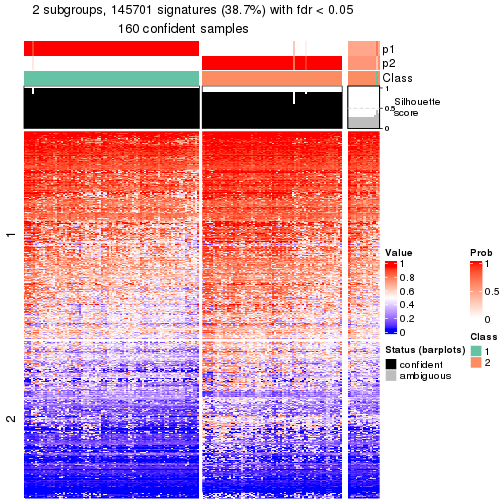 2 subgroups, 145701 signatures (38.7%) with fdr < 0.05
160 confident samples
p1
p2
Class
1
0.5
0
Silhouette
score
1
2
Value
1
0.8
0.6
0.4
0.2
0
Prob
1
0.5
0
Status (barplots)
confident
ambiguous
Class
1
2